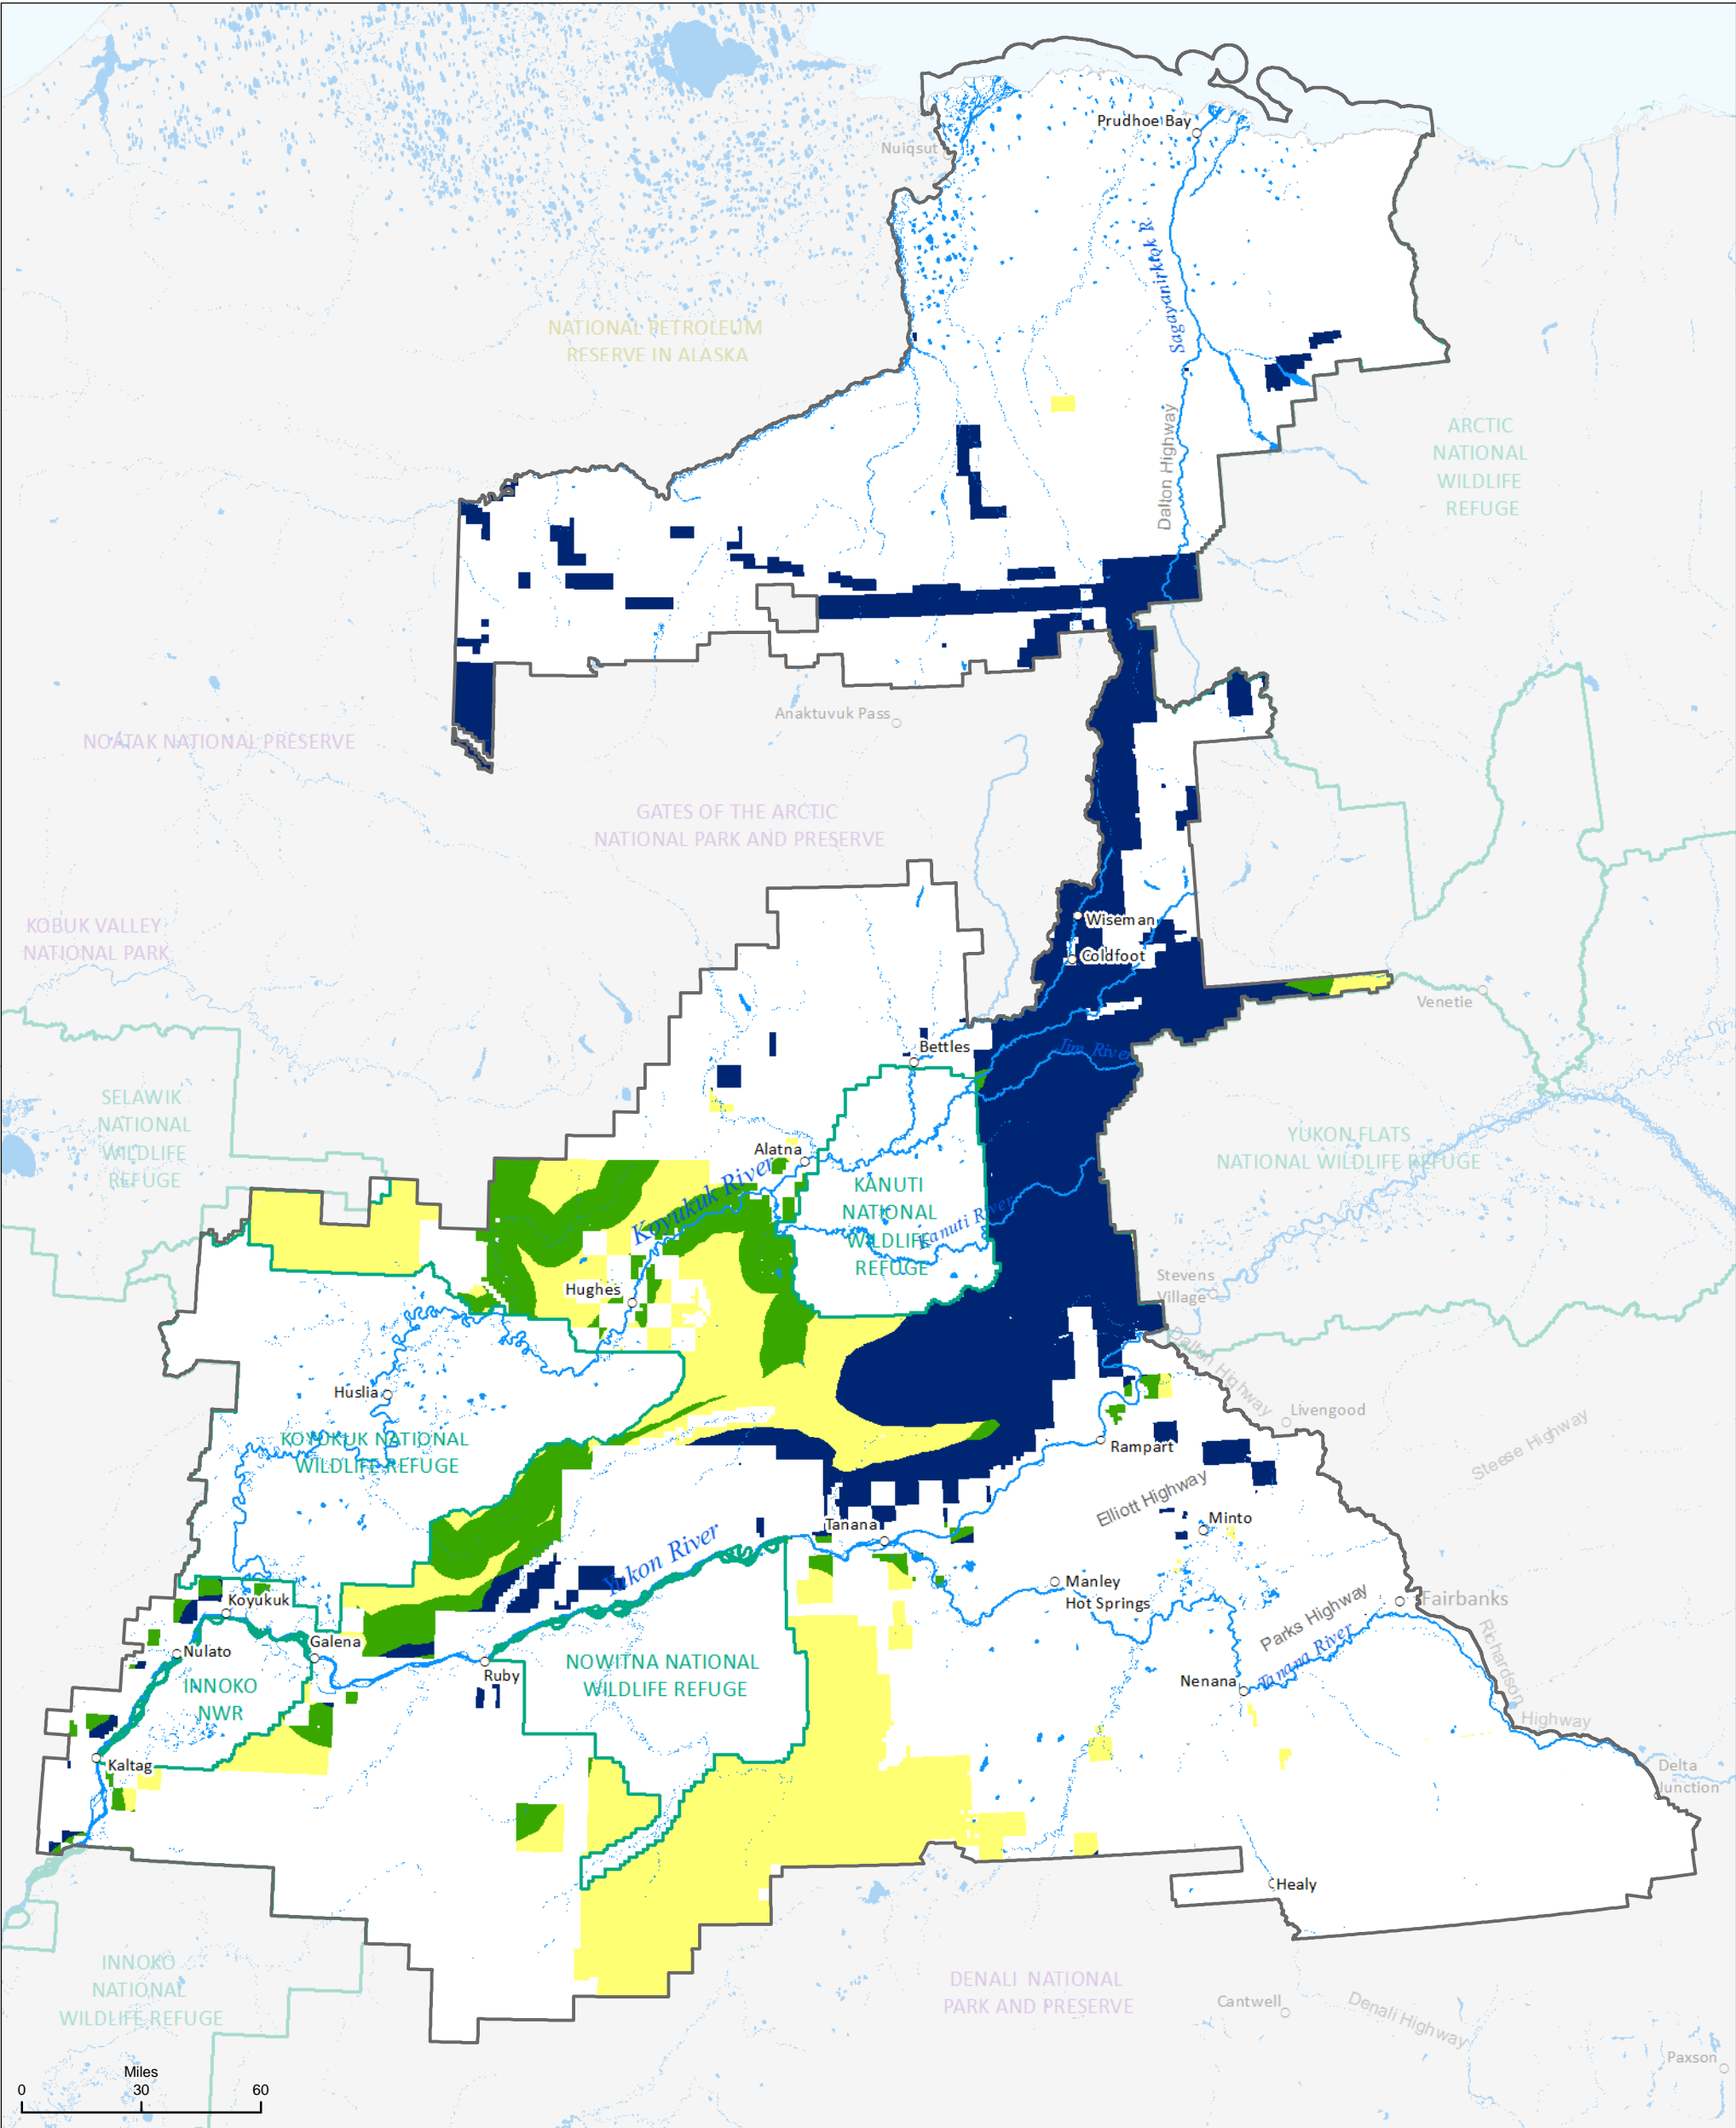 Prudhoe Bay
Nuiqsut
Sagavanirktok R.
NATIONAL PETROLEUM
RESERVE IN ALASKA
Dalton Highway
ARCTIC
NATIONAL
WILDLIFE
REFUGE
Anaktuvuk Pass
NOATAK NATIONAL PRESERVE
GATES OF THE ARCTIC
NATIONAL PARK AND PRESERVE
KOBUK VALLEY
NATIONAL PARK
Wiseman
Coldfoot
Venetie
Bettles
Jim River
SELAWIK
NATIONAL
WILDLIFE
REFUGE
YUKON FLATS
NATIONAL WILDLIFE REFUGE
Alatna
Koyukuk River
KANUTI
NATIONAL
WILDLIFE
REFUGE
Kanuti River
Hughes
Stevens
Village
Dalton Highway
Huslia
Livengood
KOYUKUK NATIONAL
WILDLIFE REFUGE
Rampart
Steese Highway
Elliott Highway
Minto
Tanana
Yukon River
Manley
Hot Springs
Koyukuk
Fairbanks
Parks Highway
Galena
Nulato
Ruby
NOWITNA NATIONAL
WILDLIFE REFUGE
INNOKO
NWR
Nenana
Tanana River
Richardson
Highway
Kaltag
Delta
Junction
Healy
INNOKO
NATIONAL
WILDLIFE REFUGE
DENALI NATIONAL
PARK AND PRESERVE
Cantwell
Denali Highway
Paxson
Miles
0 30 60